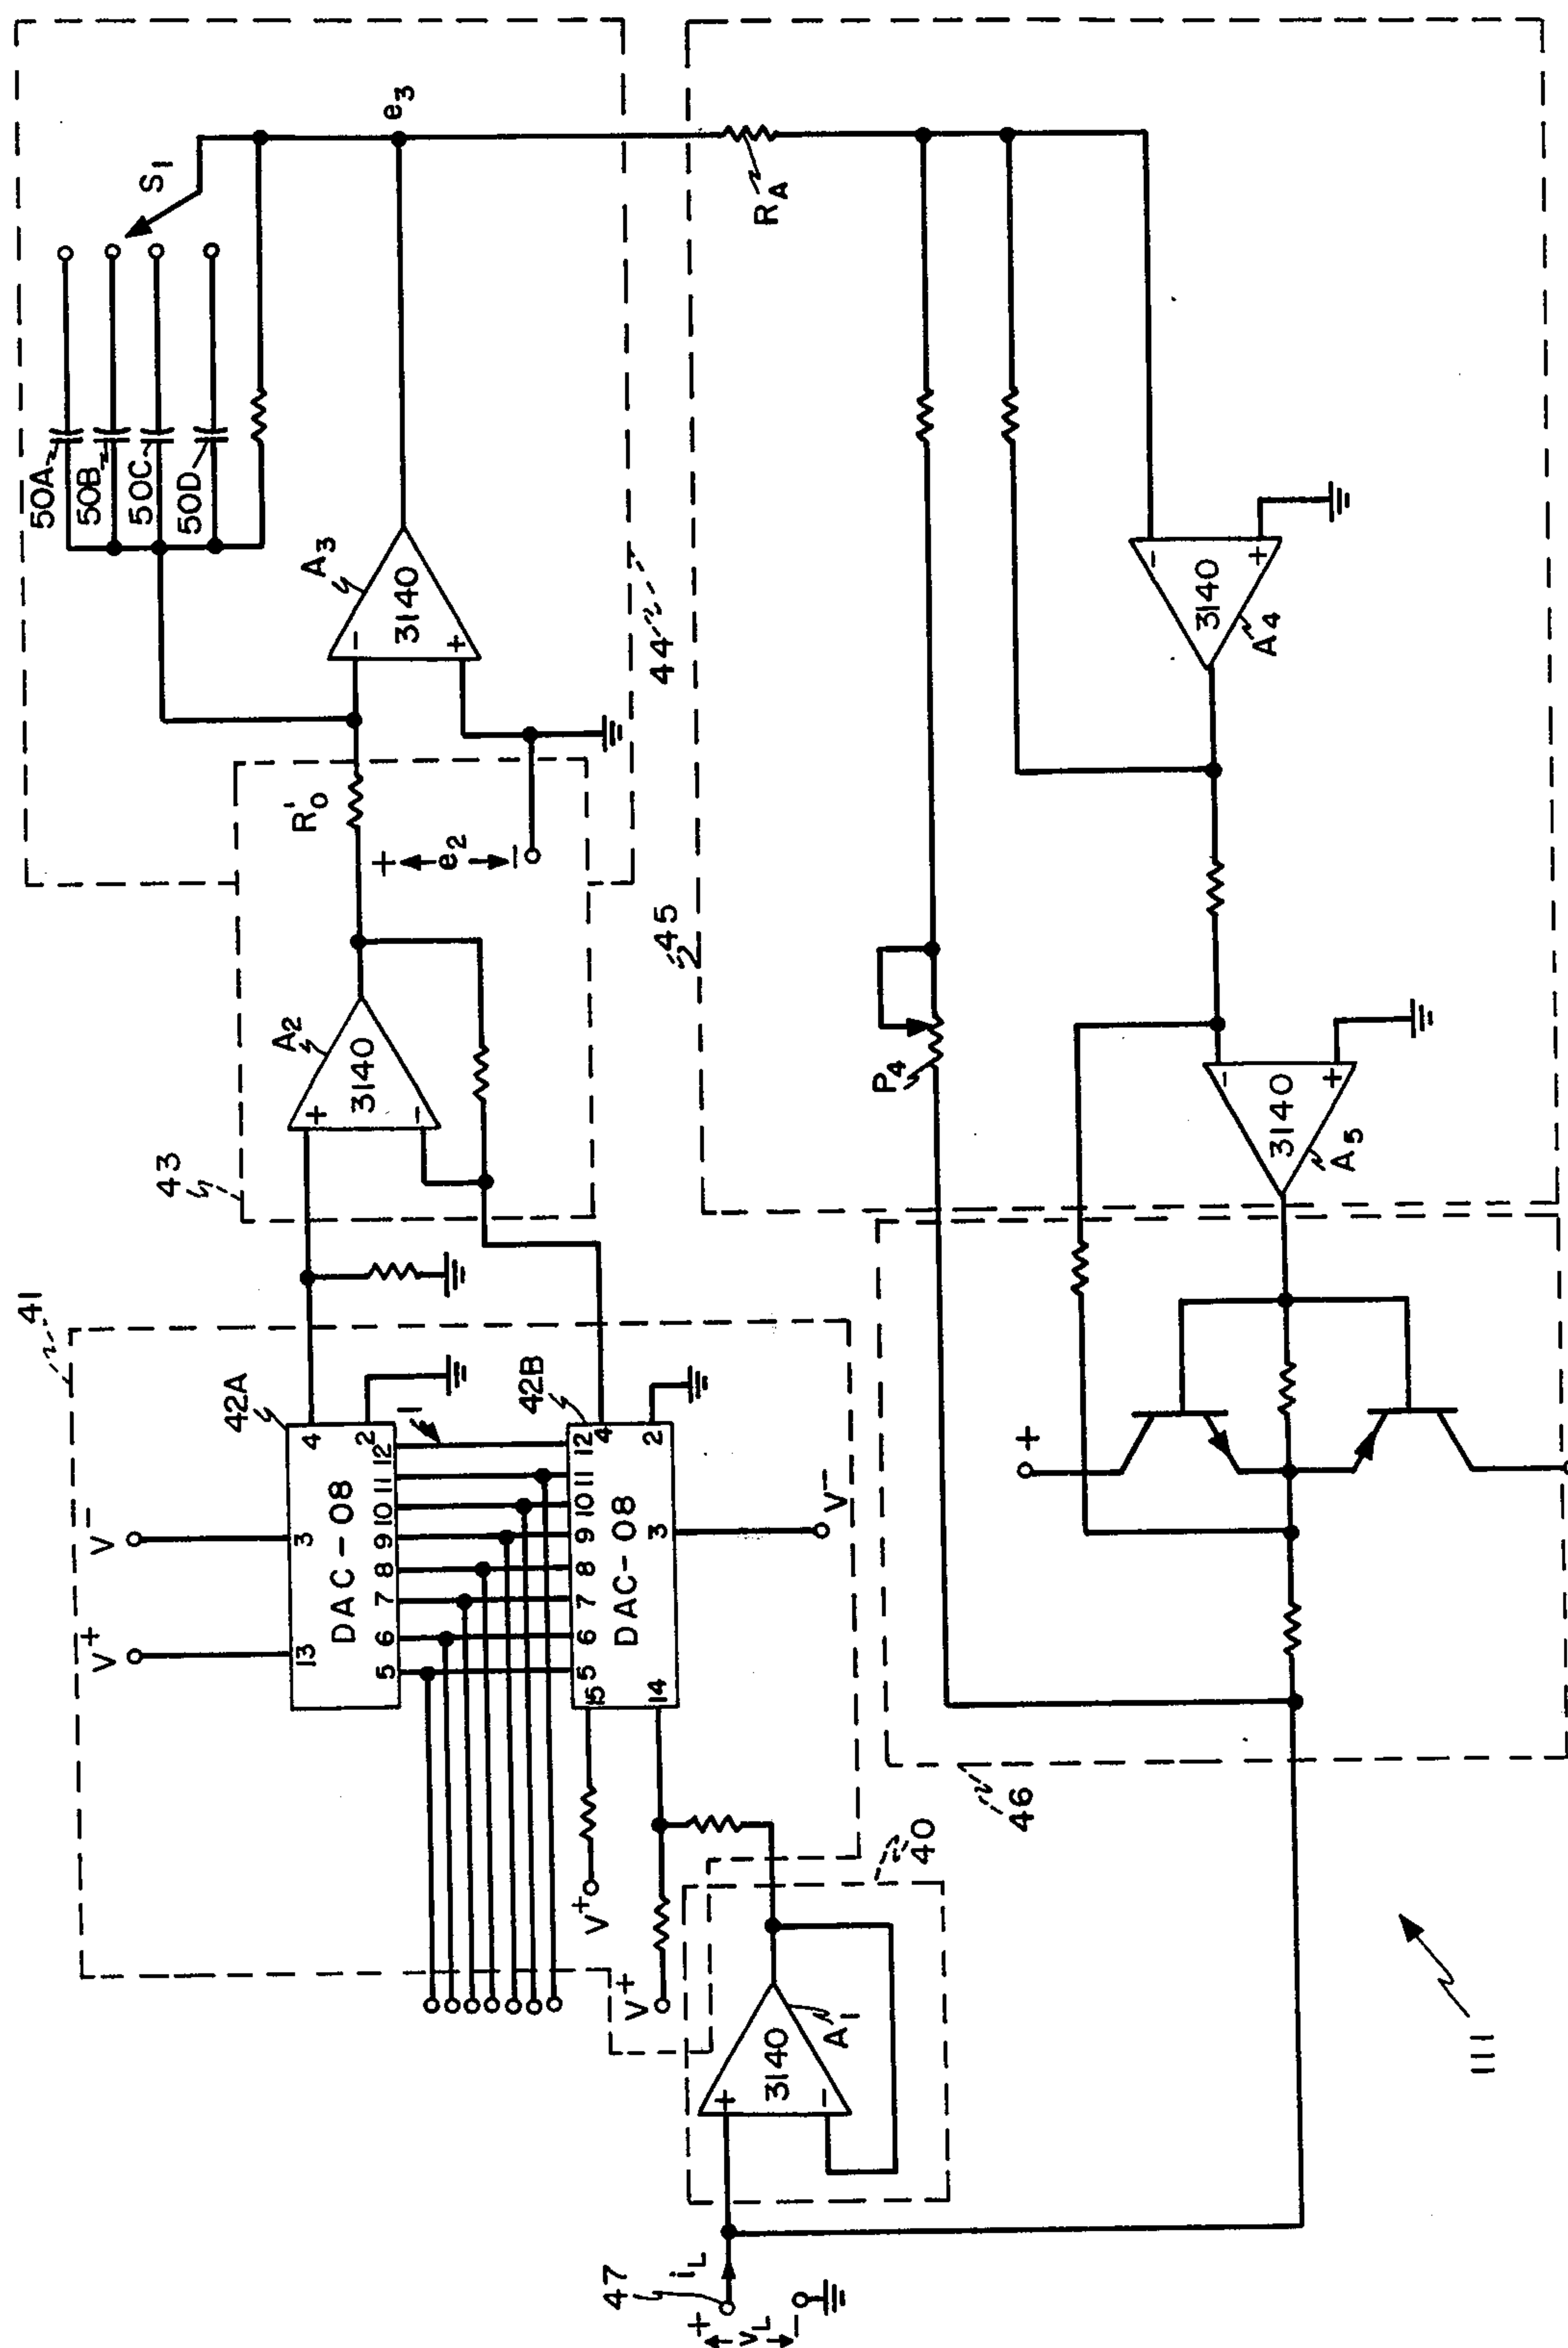 50A
50B
50C
50D
S1
e3
A3
3140
-
+
44
R'o
+
e2
-
43
A2
3140
+
-
RA
45
P4
3140
-
+
A4
3140
-
+
A5
41
42A
V-
V+
4
2
3
13
DAC-08
12
11
10
9
8
7
6
5
1
42B
12
11
10
9
8
7
6
5
4
2
3
15
14
DAC-08
V-
V+
V+
40
3140
+
-
A1
+
46
47
iL
+
vL
-
111